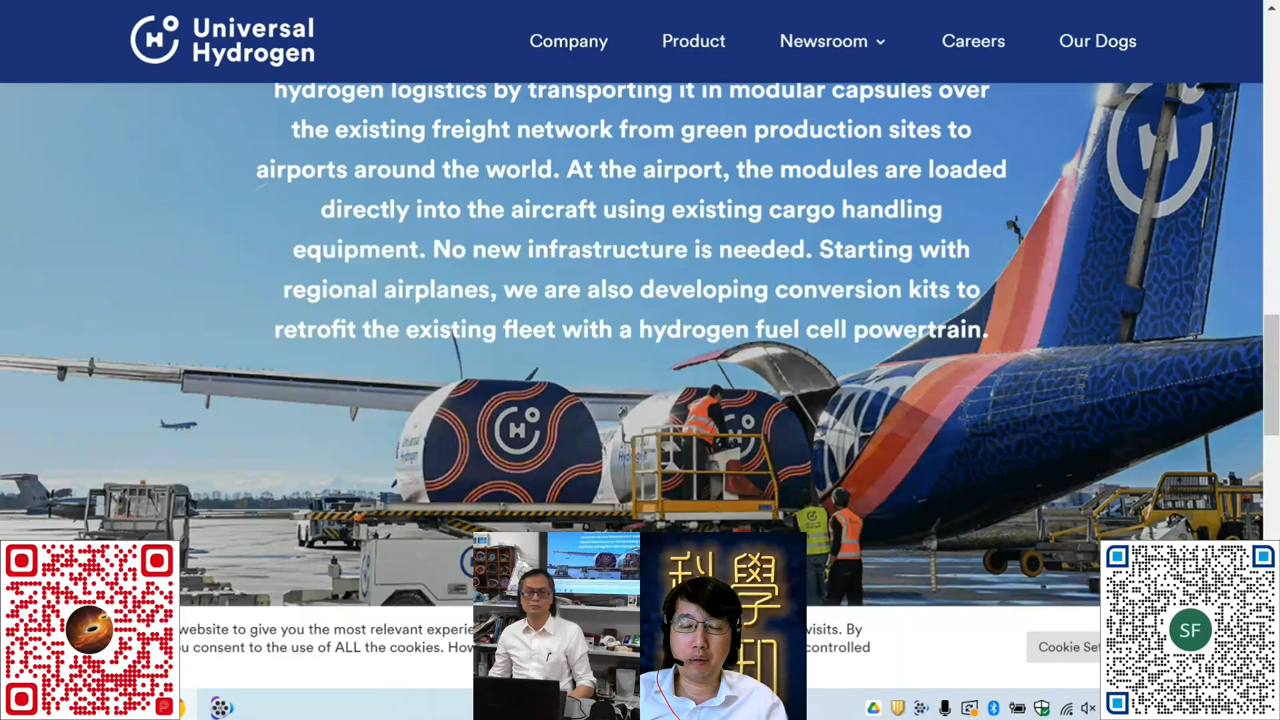 Universal
Hydrogen
Company
Product
Newsroom
Careers
Our Dogs
hydrogen logistics by transporting it in modular capsules over
the existing freight network from green production sites to
airports around the world. At the airport, the modules are loaded
directly into the aircraft using existing cargo handling
equipment. No new infrastructure is needed. Starting with
regional airplanes, we are also developing conversion kits to
retrofit the existing fleet with a hydrogen fuel cell powertrain.
website to give you the most relevant experie
visits. By
u consent to the use of ALL the cookies. How
controlled
Cookie Set
科學
SF